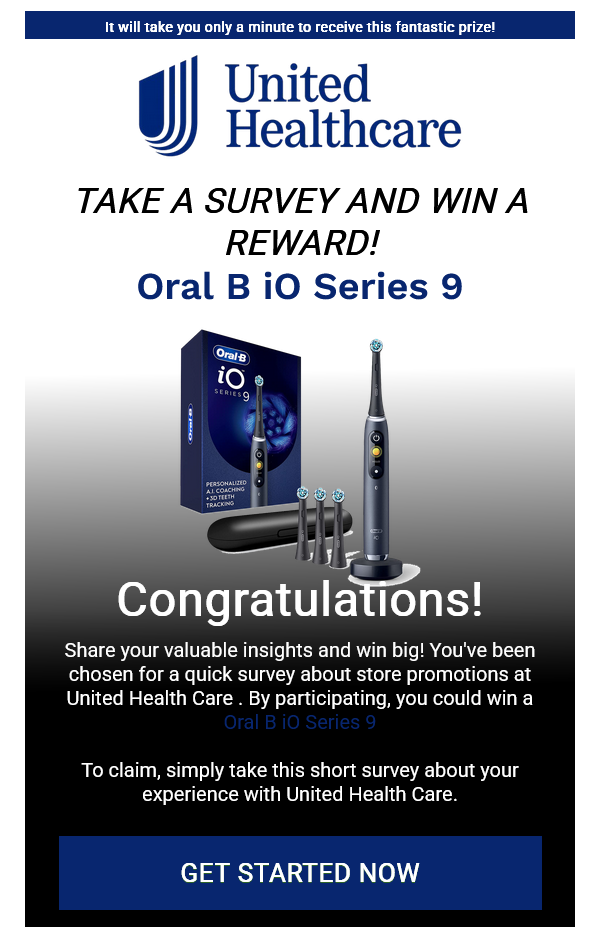 It will take you only a minute to receive this fantastic prize!
United
Healthcare
TAKE A SURVEY AND WIN A
REWARD!
Oral B iO Series 9
Oral-B
iO
SERIES 9
Oral-B
PERSONALIZED
A.I. COACHING
+3D TEETH
TRACKING
Congratulations!
Share your valuable insights and win big! You've been
chosen for a quick survey about store promotions at
United Health Care . By participating, you could win a
Oral B iO Series 9
To claim, simply take this short survey about your
experience with United Health Care.
GET STARTED NOW